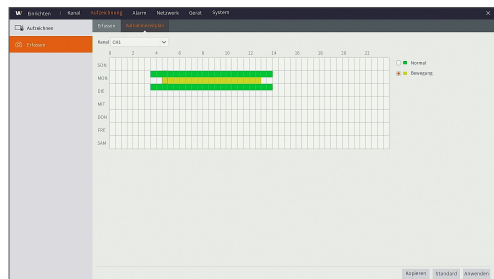 W Einrichten Kanal Aufzeichnung Alarm Netzwerk Gerät System ×
Aufzeichnen
Erfassen
Erfassen Aufnahmezeitplan
Kanal CH1
0 2 4 6 8 10 12 14 16 18 20 22
SON
MON
DIE
MIT
DON
FRE
SAM
Normal
Bewegung
Kopieren Standard Anwenden